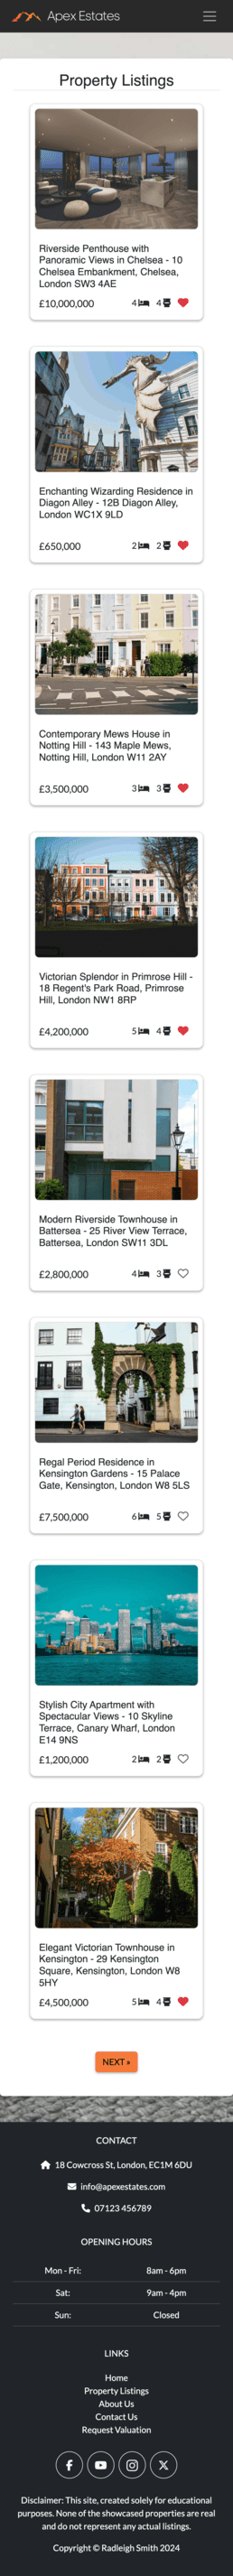 Apex Estates
Property Listings
Riverside Penthouse with
Panoramic Views in Chelsea - 10
Chelsea Embankment, Chelsea,
London SW3 4AE
£10,000,000 4 4
Enchanting Wizarding Residence in
Diagon Alley - 12B Diagon Alley,
London WC1X 9LD
£650,000 2 2
Contemporary Mews House in
Notting Hill - 143 Maple Mews,
Notting Hill, London W11 2AY
£3,500,000 3 3
Victorian Splendor in Primrose Hill -
18 Regent's Park Road, Primrose
Hill, London NW1 8RP
£4,200,000 5 4
Modern Riverside Townhouse in
Battersea - 25 River View Terrace,
Battersea, London SW11 3DL
£2,800,000 4 3
Regal Period Residence in
Kensington Gardens - 15 Palace
Gate, Kensington, London W8 5LS
£7,500,000 6 5
Stylish City Apartment with
Spectacular Views - 10 Skyline
Terrace, Canary Wharf, London
E14 9NS
£1,200,000 2 2
Elegant Victorian Townhouse in
Kensington - 29 Kensington
Square, Kensington, London W8
5HY
£4,500,000 5 4
NEXT »
CONTACT
18 Cowcross St, London, EC1M 6DU
info@apexestates.com
07123 456789
OPENING HOURS
Mon - Fri: 8am - 6pm
Sat: 9am - 4pm
Sun: Closed
LINKS
Home
Property Listings
About Us
Contact Us
Request Valuation
Disclaimer: This site, created solely for educational
purposes. None of the showcased properties are real
and do not represent any actual listings.
Copyright © Radleigh Smith 2024